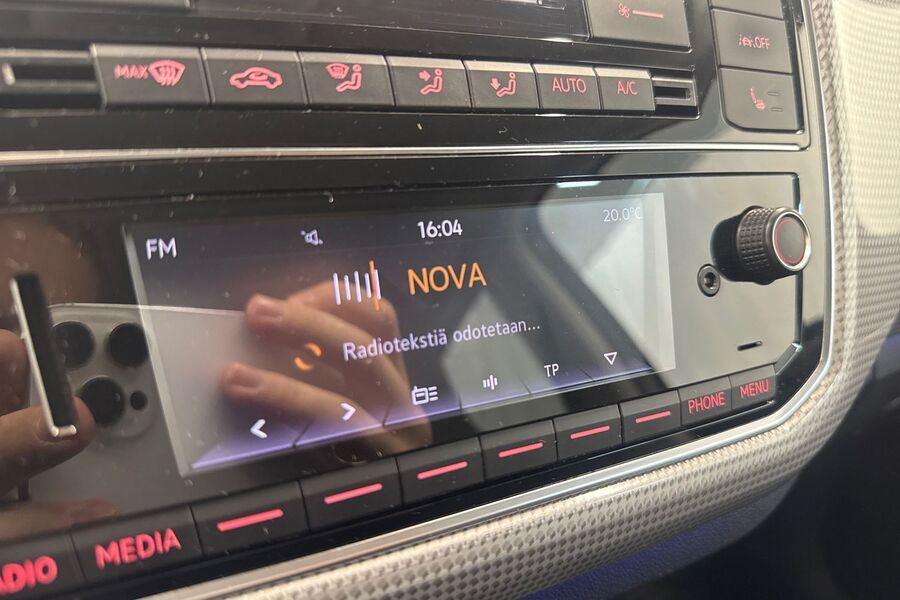 OFF
MAX
AUTO
A/C
FM
16:04
20.0°C
NOVA
Radiotekstiä odotetaan...
TP
PHONE
MENU
MEDIA
ADIO